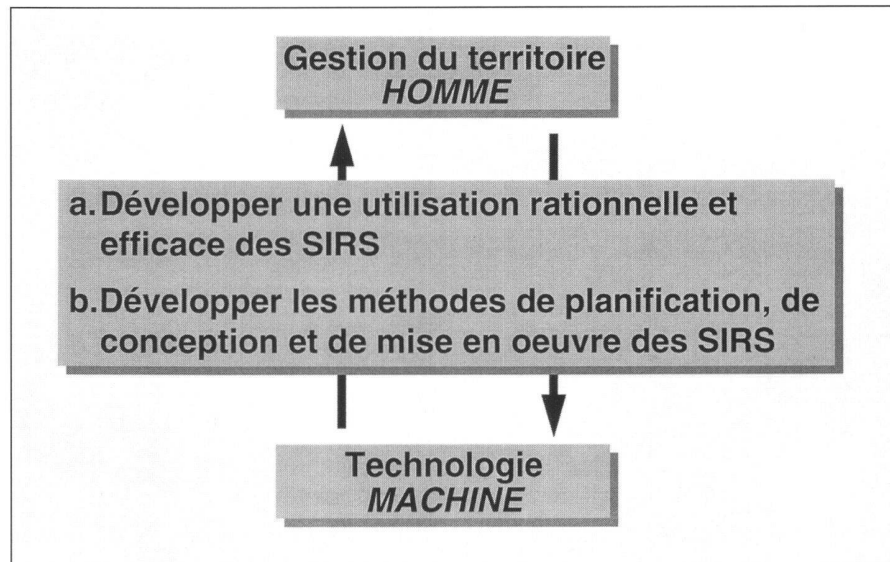 Gestion du territoire
HOMME
a. Développer une utilisation rationnelle et
efficace des SIRS
b. Développer les méthodes de planification, de
conception et de mise en oeuvre des SIRS
Technologie
MACHINE